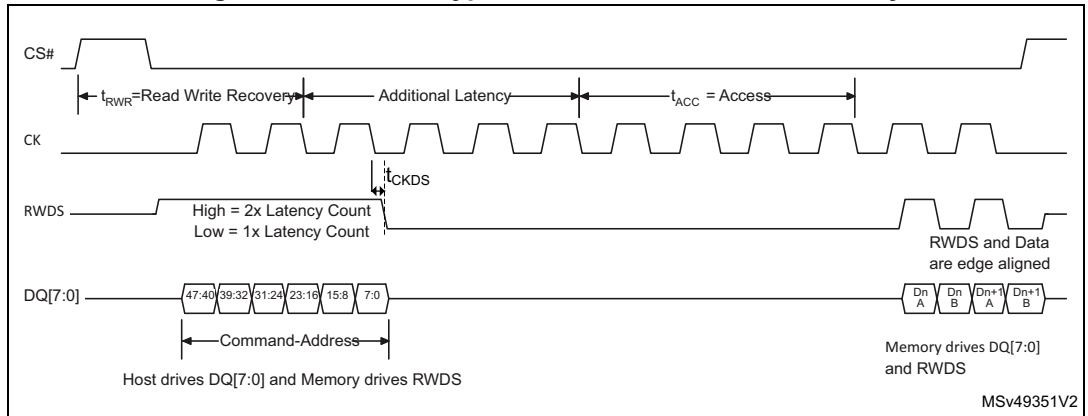 CS#
tRWR=Read Write Recovery
Additional Latency
tACC = Access
CK
tCKDS
RWDS
High = 2x Latency Count
Low = 1x Latency Count
RWDS and Data
are edge aligned
DQ[7:0]
47:40 39:32 31:24 23:16 15:8 7:0
Dn A
Dn B
Dn+1 A
Dn+1 B
Command-Address
Memory drives DQ[7:0]
and RWDS
Host drives DQ[7:0] and Memory drives RWDS
MSv49351V2